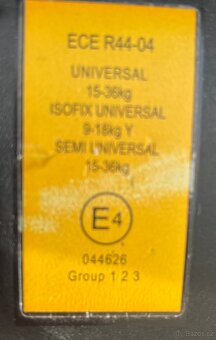 ECE R44-04
UNIVERSAL
15-36kg
ISOFIX UNIVERSAL
9-18kg Y
SEMI UNIVERSAL
15-36kg
E4
044626
Group 1 2 3